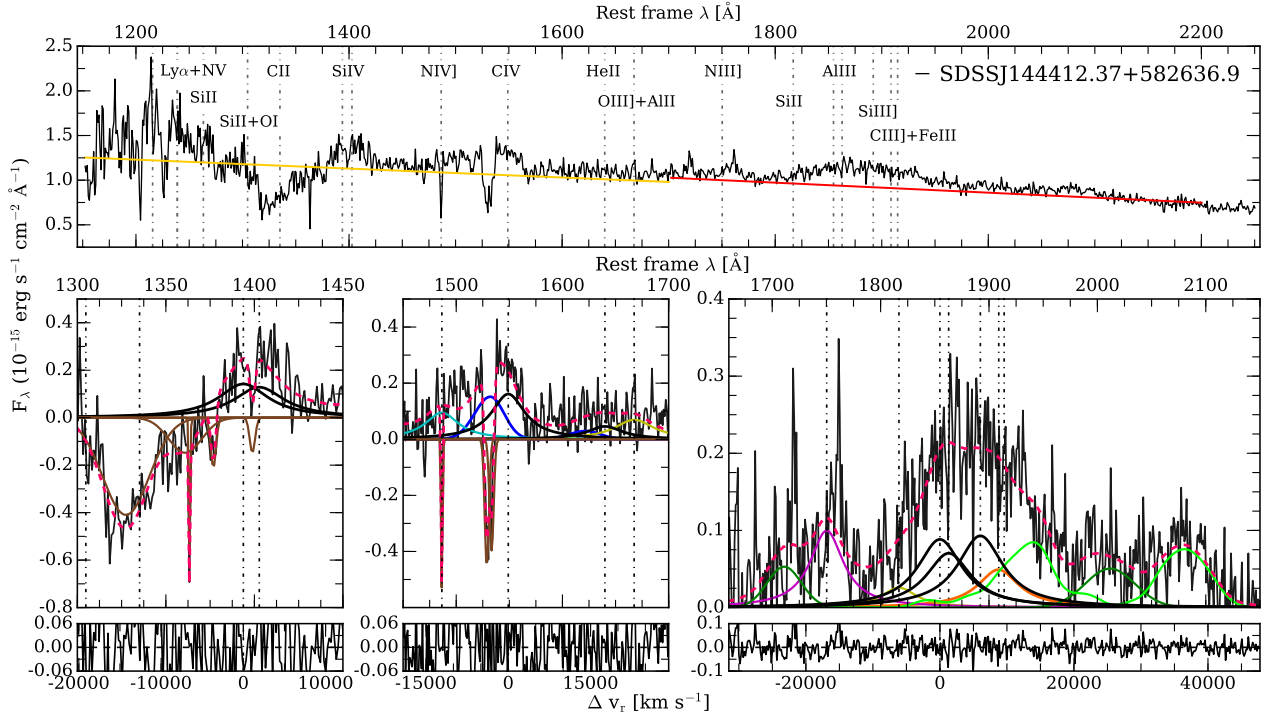 Rest frame λ [Å]
1200 1400 1600 1800 2000 2200
2.5
2.0
1.5
1.0
0.5
Lyα+NV CII SiIV NIV] CIV HeII NIII] AlIII
— SDSSJ144412.37+582636.9
SiII OIII]+AlII SiII SiIII]
SiII+OI CIII]+FeIII
F_λ (10⁻¹⁵ erg s⁻¹ cm⁻² Å⁻¹)
Rest frame λ [Å]
1300 1350 1400 1450
1500 1600 1700
1700 1800 1900 2000 2100
0.4
0.2
0.0
-0.2
-0.4
-0.6
-0.8
0.4
0.2
0.0
-0.2
-0.4
0.4
0.3
0.2
0.1
0.0
0.06
0.00
-0.06
0.06
0.00
-0.06
0.1
0.0
-0.1
-20000 -10000 0 10000
-15000 0 15000
-20000 0 20000 40000
Δ v_r [km s⁻¹]